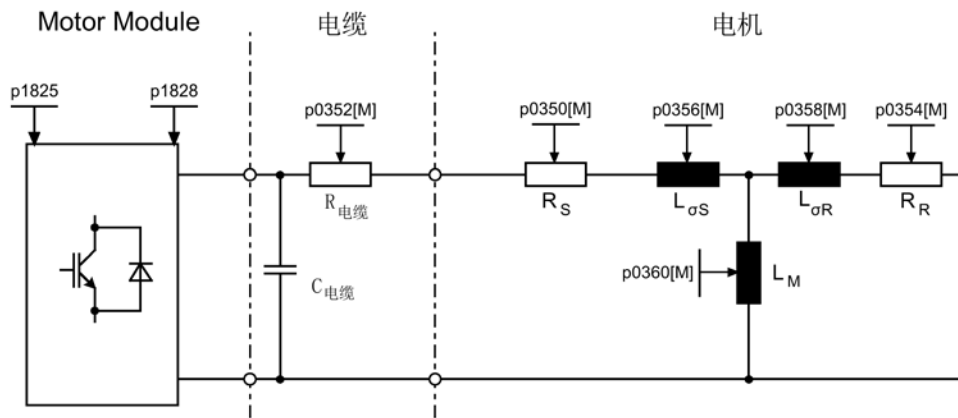 Motor Module
电缆
电机
p1825
p1828
p0352[M]
p0350[M]
p0356[M]
p0358[M]
p0354[M]
R电缆
RS
LσS
LσR
RR
C电缆
p0360[M]
LM